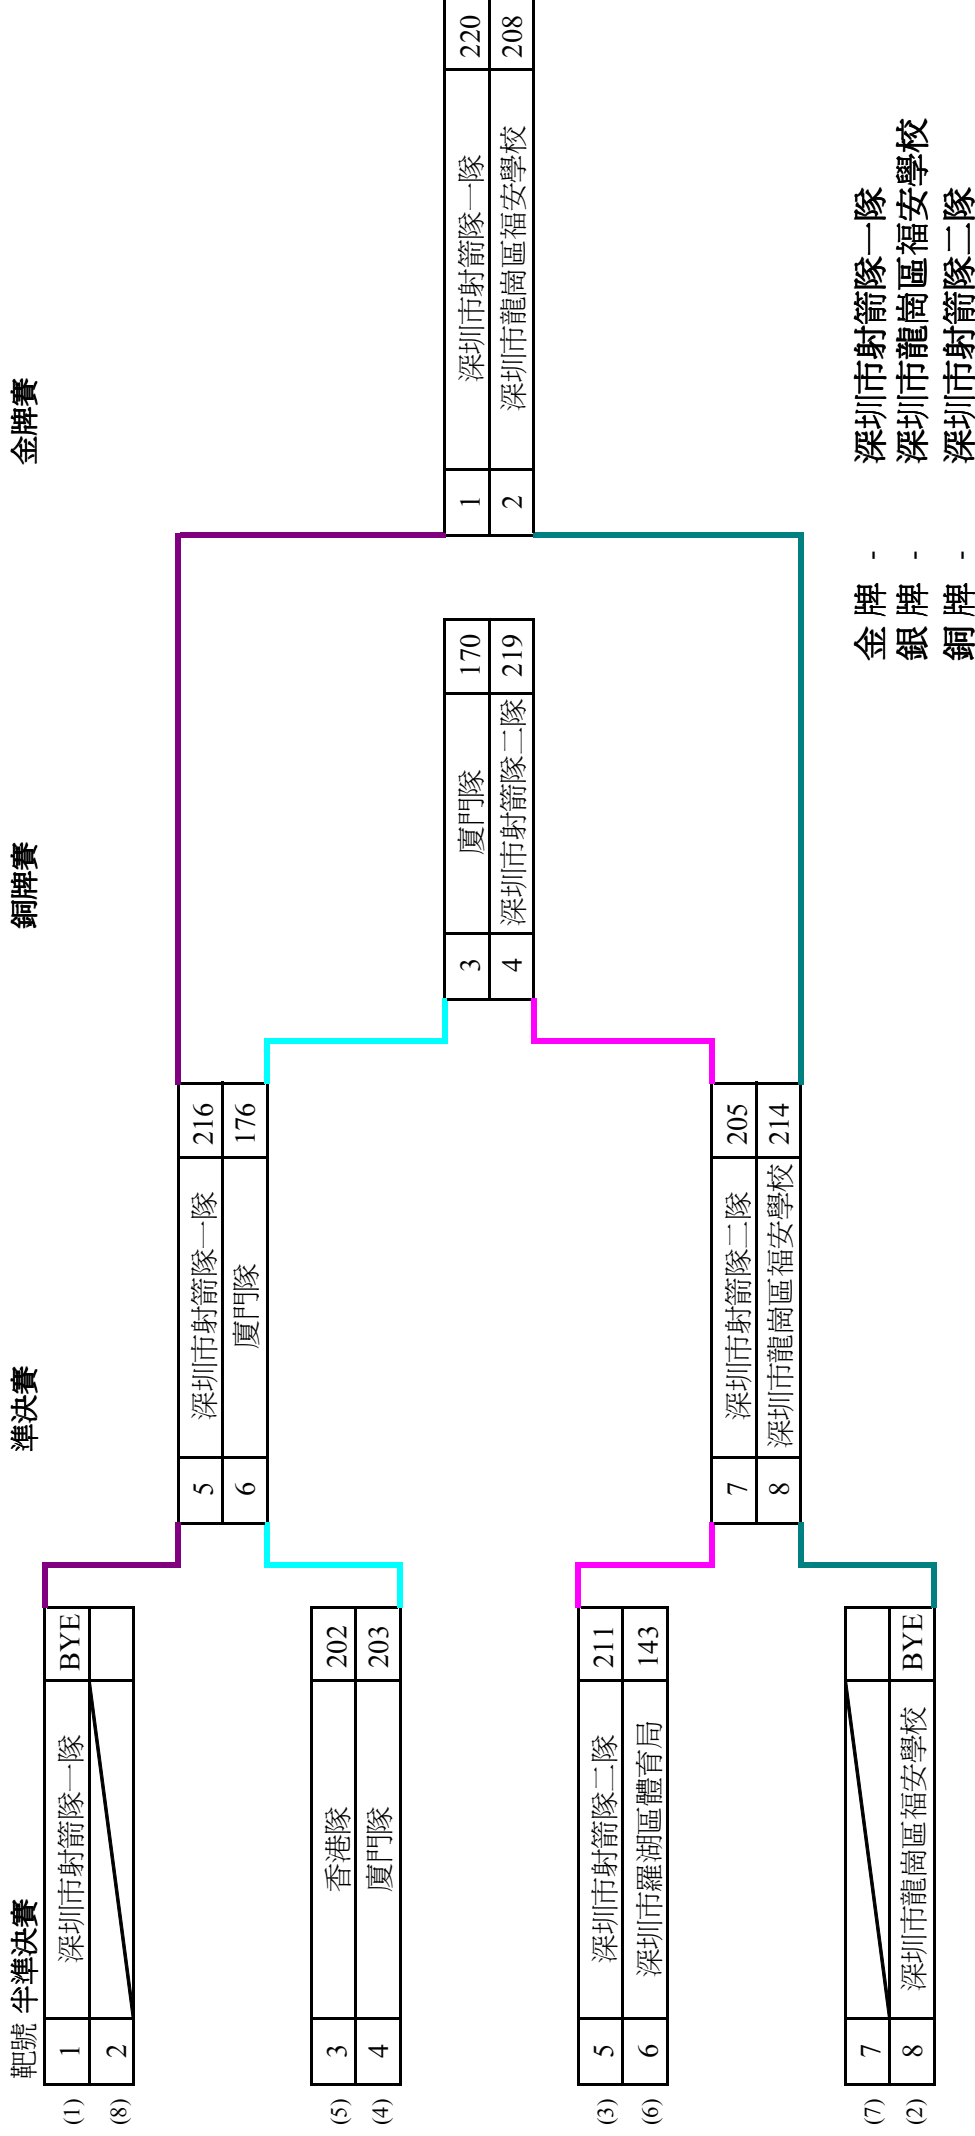 靶號 半準決賽 準決賽 銅牌賽 金牌賽
(1) 1 深圳市射箭隊一隊 BYE
(8) 2
5 深圳市射箭隊一隊 216
6 廈門隊 176
(5) 3 香港隊 202
(4) 4 廈門隊 203
3 廈門隊 170
4 深圳市射箭隊二隊 219
1 深圳市射箭隊一隊 220
2 深圳市龍崗區福安學校 208
(3) 5 深圳市射箭隊二隊 211
(6) 6 深圳市羅湖區體育局 143
7 深圳市射箭隊二隊 205
8 深圳市龍崗區福安學校 214
(7) 7
(2) 8 深圳市龍崗區福安學校 BYE
金牌 - 深圳市射箭隊一隊
銀牌 - 深圳市龍崗區福安學校
銅牌 - 深圳市射箭隊二隊